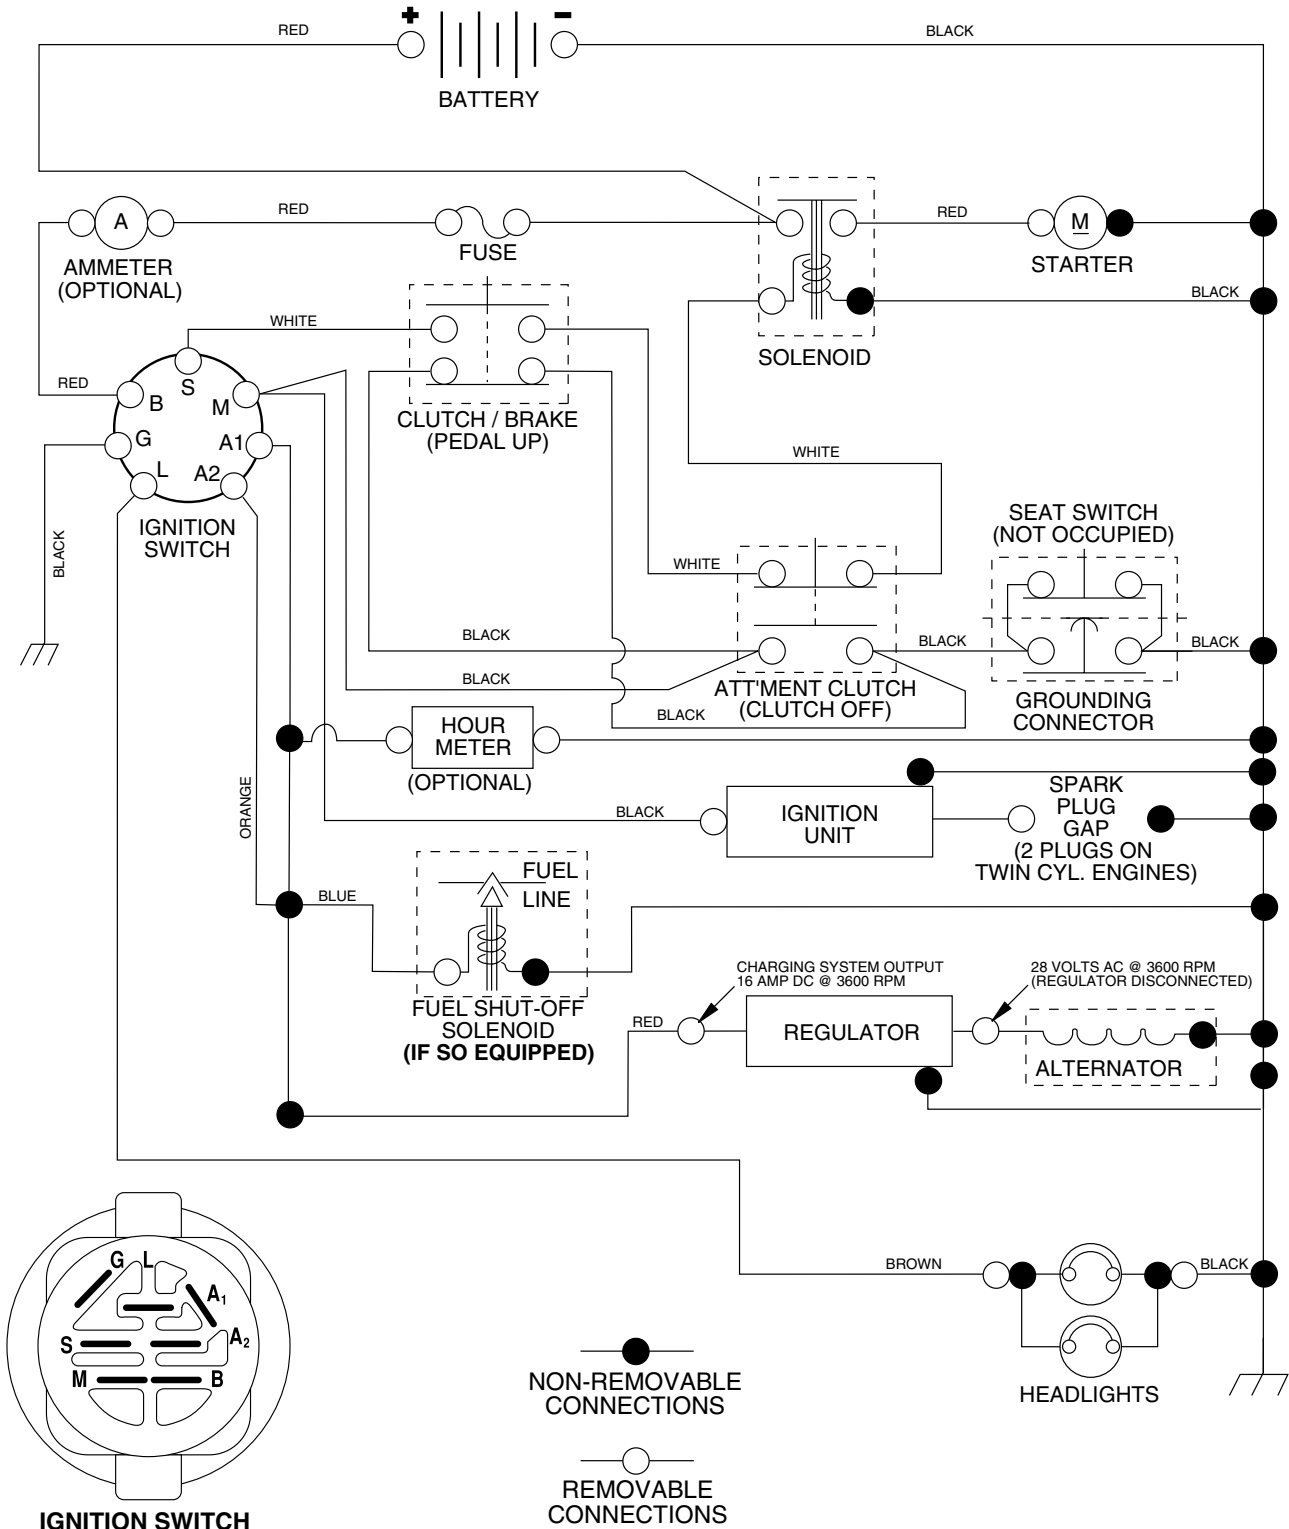 + -
RED
BLACK
BATTERY
A
RED
FUSE
RED
M
STARTER
AMMETER
(OPTIONAL)
BLACK
SOLENOID
WHITE
RED
S
B
M
G
A1
L
A2
CLUTCH / BRAKE
(PEDAL UP)
WHITE
IGNITION
SWITCH
BLACK
SEAT SWITCH
(NOT OCCUPIED)
WHITE
BLACK
BLACK
BLACK
BLACK
ATT'MENT CLUTCH
(CLUTCH OFF)
GROUNDING
CONNECTOR
BLACK
HOUR
METER
(OPTIONAL)
ORANGE
BLACK
IGNITION
UNIT
SPARK
PLUG
GAP
(2 PLUGS ON
TWIN CYL. ENGINES)
FUEL
LINE
BLUE
CHARGING SYSTEM OUTPUT
16 AMP DC @ 3600 RPM
28 VOLTS AC @ 3600 RPM
(REGULATOR DISCONNECTED)
FUEL SHUT-OFF
SOLENOID
(IF SO EQUIPPED)
RED
REGULATOR
ALTERNATOR
G L
A1
S
A2
M
B
IGNITION SWITCH
BROWN
BLACK
HEADLIGHTS
NON-REMOVABLE
CONNECTIONS
REMOVABLE
CONNECTIONS